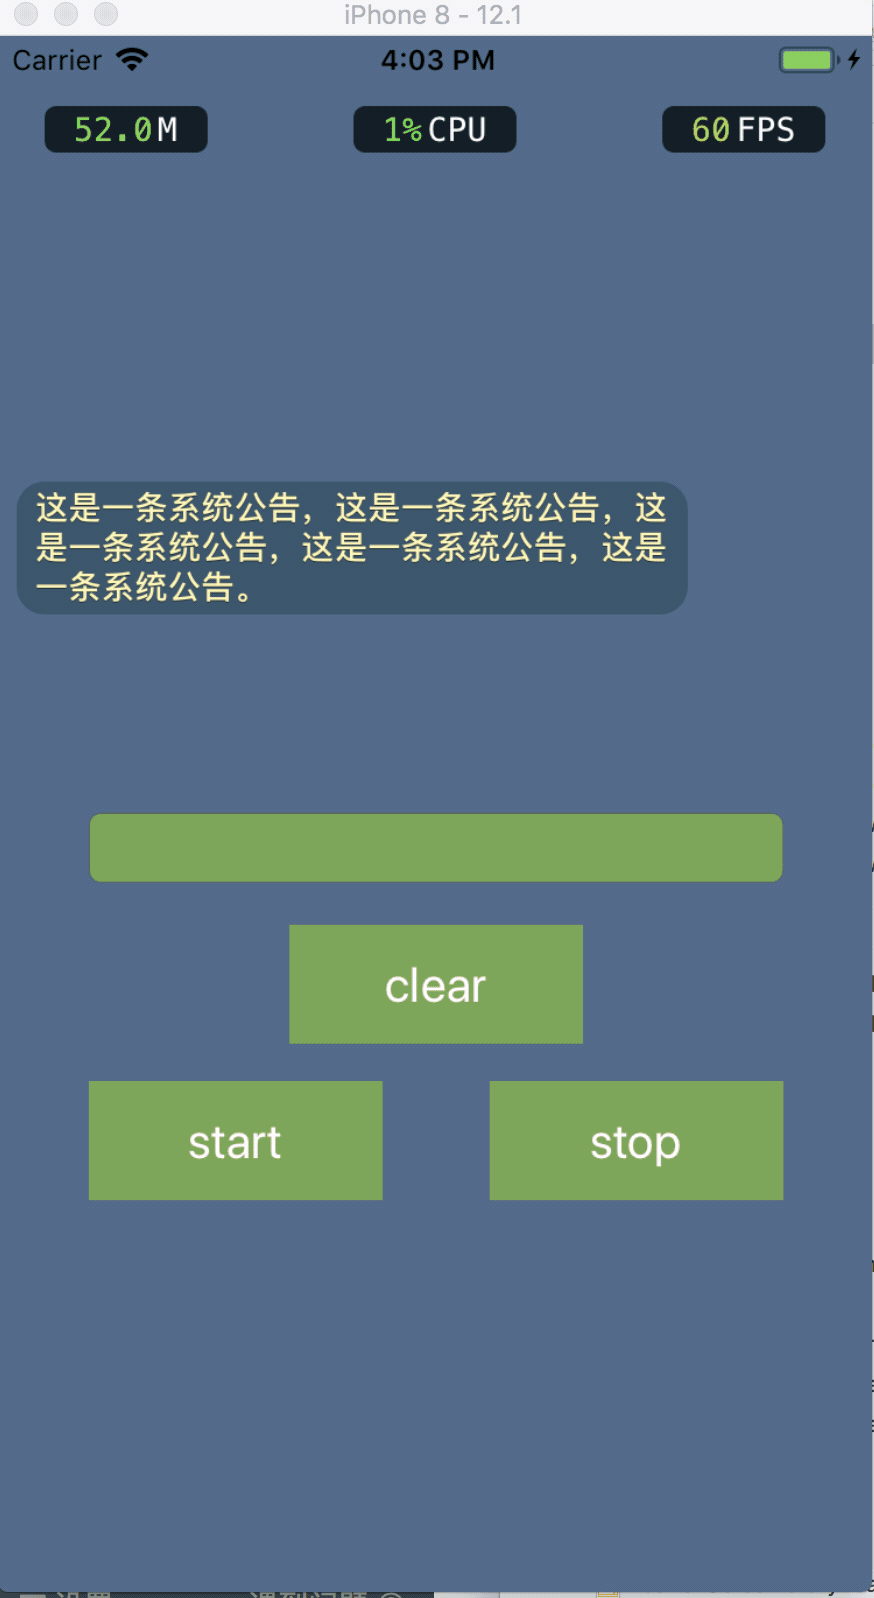 iPhone 8 - 12.1
Carrier 4:03 PM
52.0M 1% CPU 60 FPS
这是一条系统公告，这是一条系统公告，这
是一条系统公告，这是一条系统公告，这是
一条系统公告。
clear
start stop